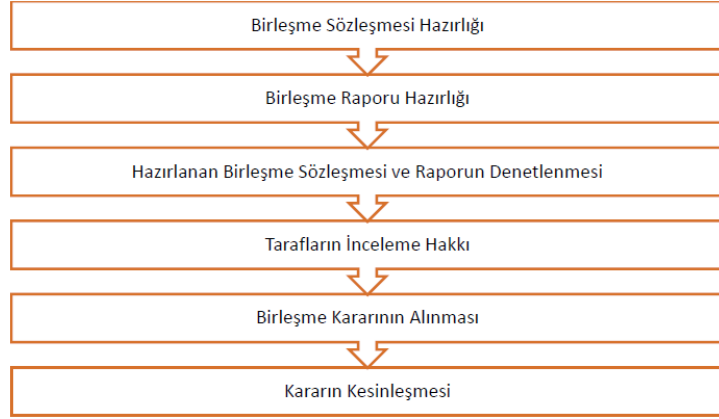 Birleşme Sözleşmesi Hazırlığı
Birleşme Raporu Hazırlığı
Hazırlanan Birleşme Sözleşmesi ve Raporun Denetlenmesi
Tarafların İnceleme Hakkı
Birleşme Kararının Alınması
Kararın Kesinleşmesi